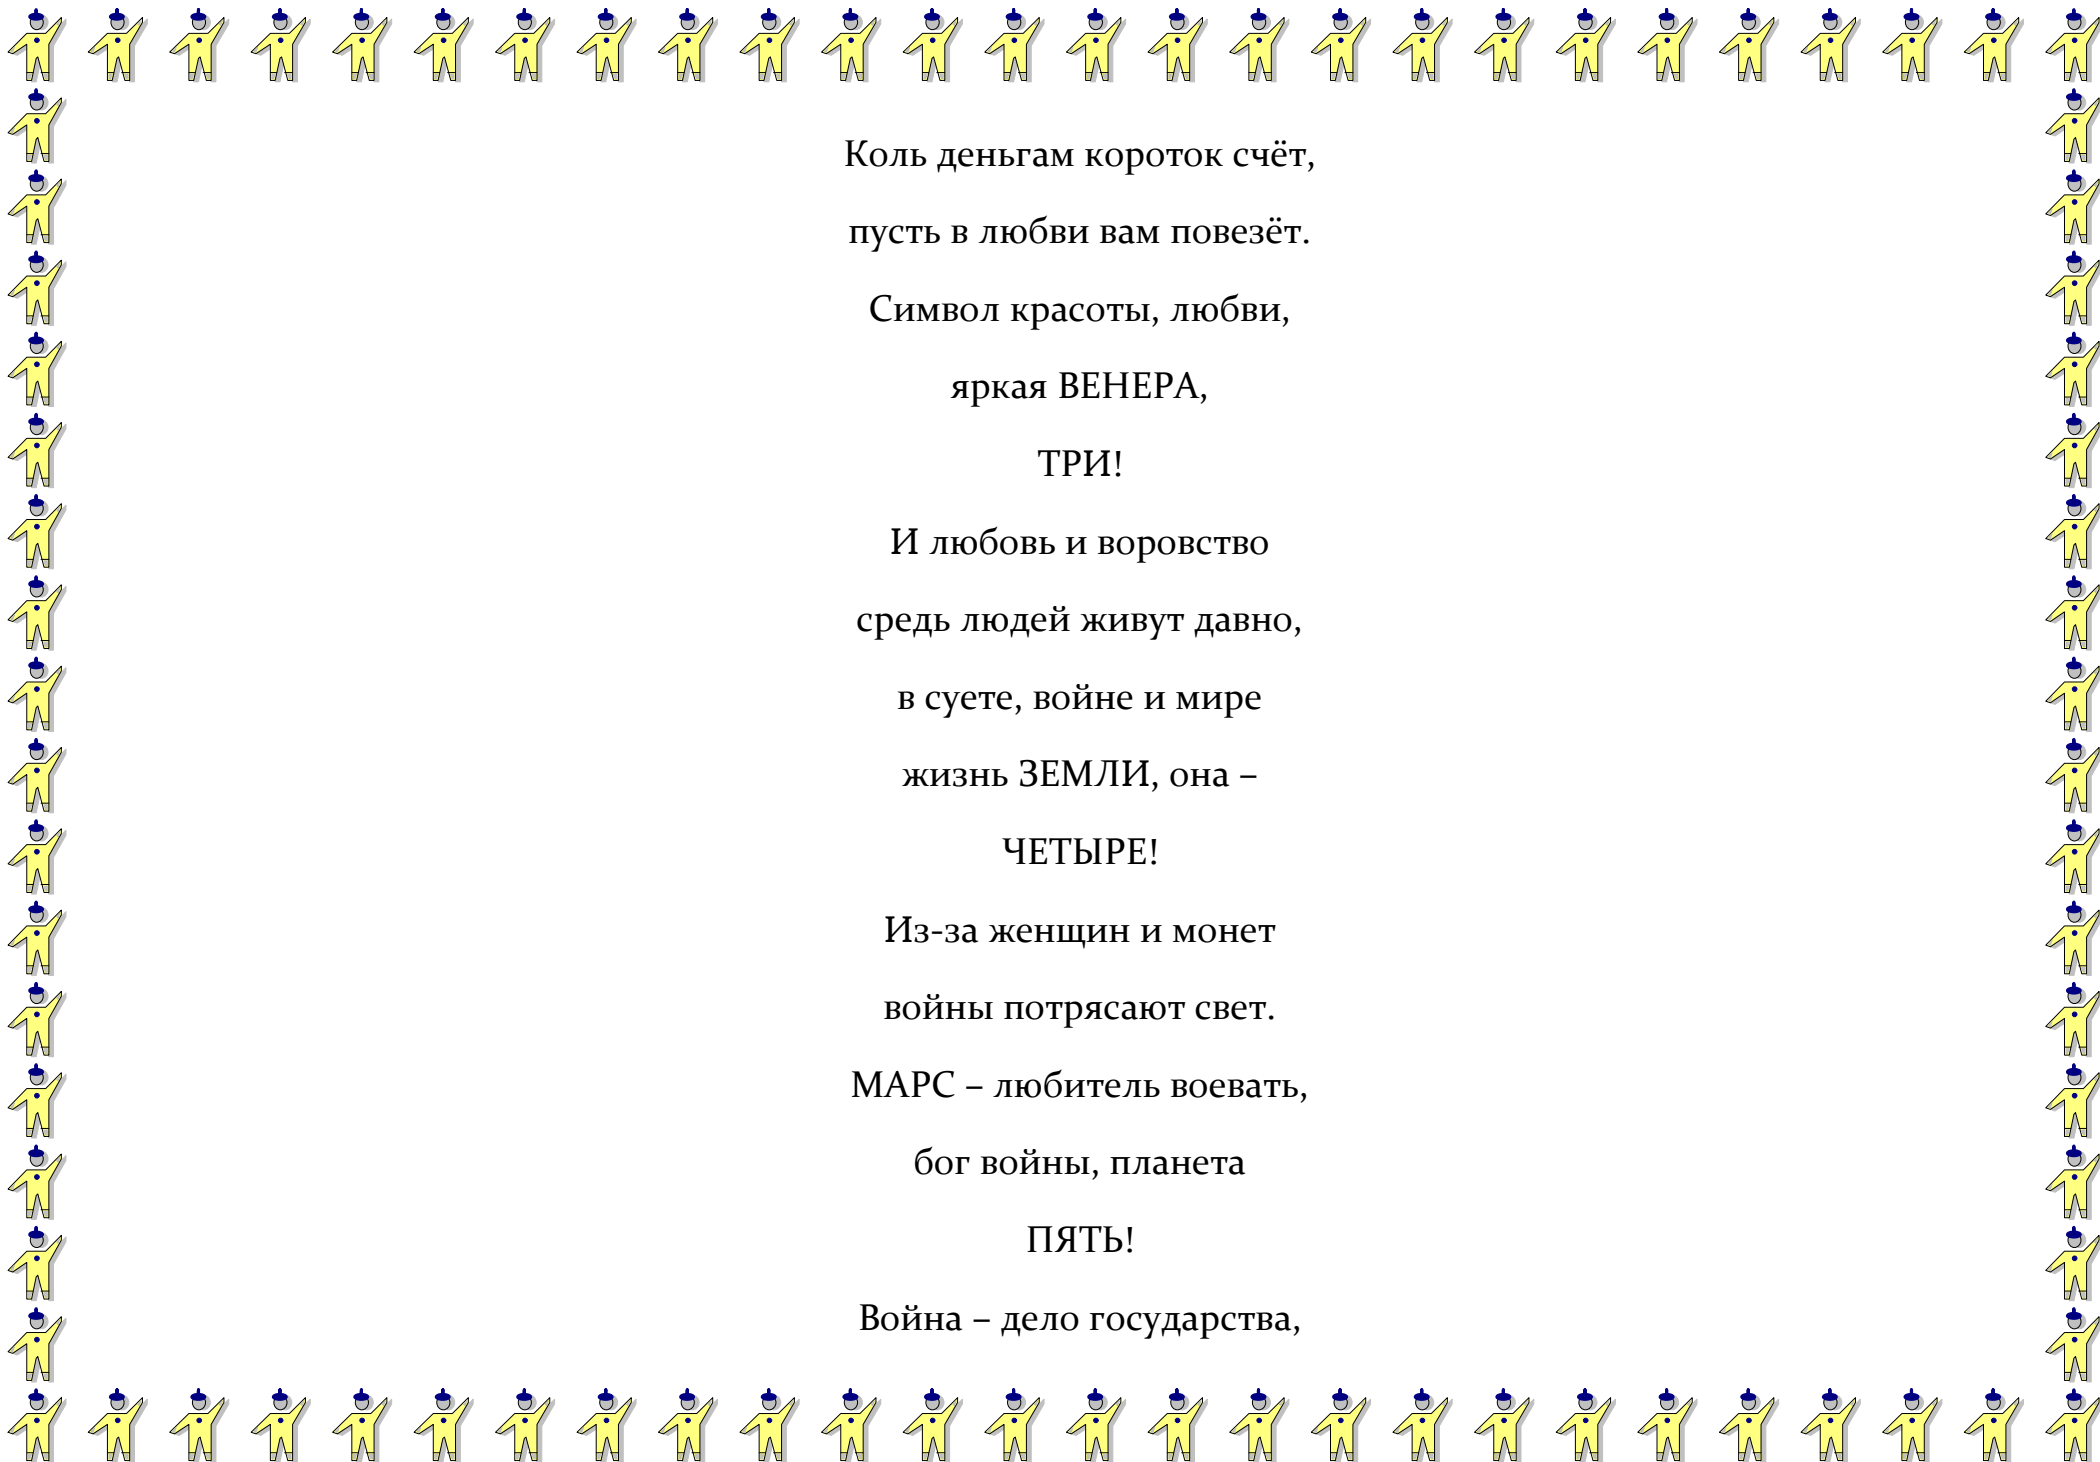 Коль деньгам короток счёт,
пусть в любви вам повезёт.
Символ красоты, любви,
яркая ВЕНЕРА,
ТРИ!
И любовь и воровство
средь людей живут давно,
в суете, войне и мире
жизнь ЗЕМЛИ, она –
ЧЕТЫРЕ!
Из-за женщин и монет
войны потрясают свет.
МАРС – любитель воевать,
бог войны, планета
ПЯТЬ!
Война – дело государства,